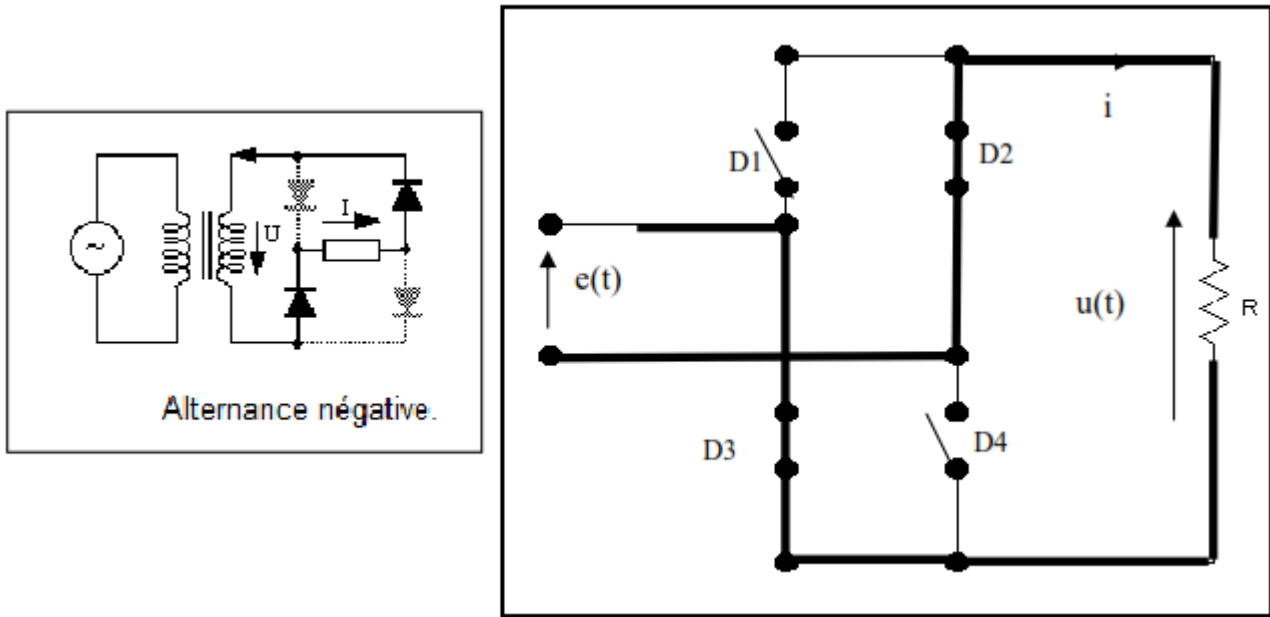 U
I
Alternance négative.
D1
D2
i
e(t)
u(t)
R
D3
D4